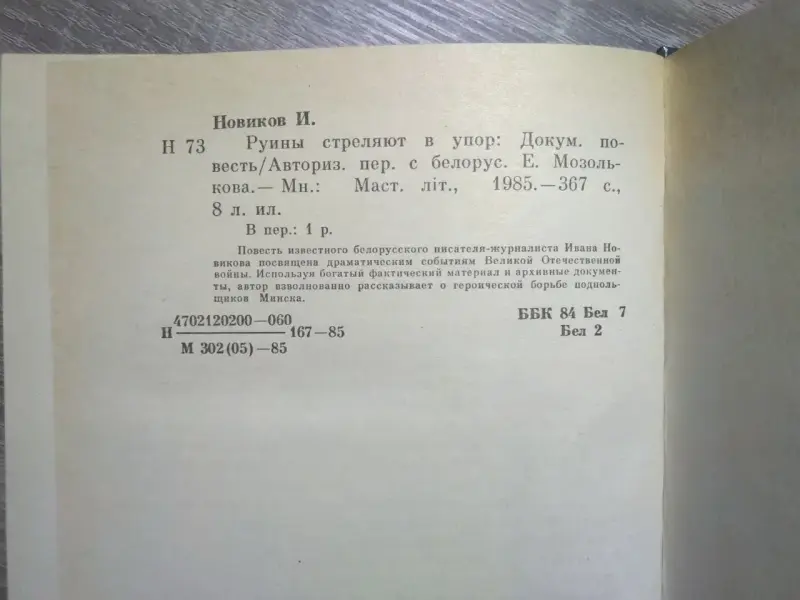 Новиков И.
Н 73 Руины стреляют в упор: Докум. по-
весть/Авториз. пер. с белорус. Е. Мозоль-
кова.— Мн.: Маст. літ., 1985.—367 с.,
8 л. ил.
В пер.: 1 р.
Повесть известного белорусского писателя-журналиста Ивана Но-
викова посвящена драматическим событиям Великой Отечественной
войны. Используя богатый фактический материал и архивные докумен-
ты, автор взволнованно рассказывает о героической борьбе подполь-
щиков Минска.
4702120200—060
Н 167—85
М 302(05)—85
ББК 84 Бел 7
Бел 2